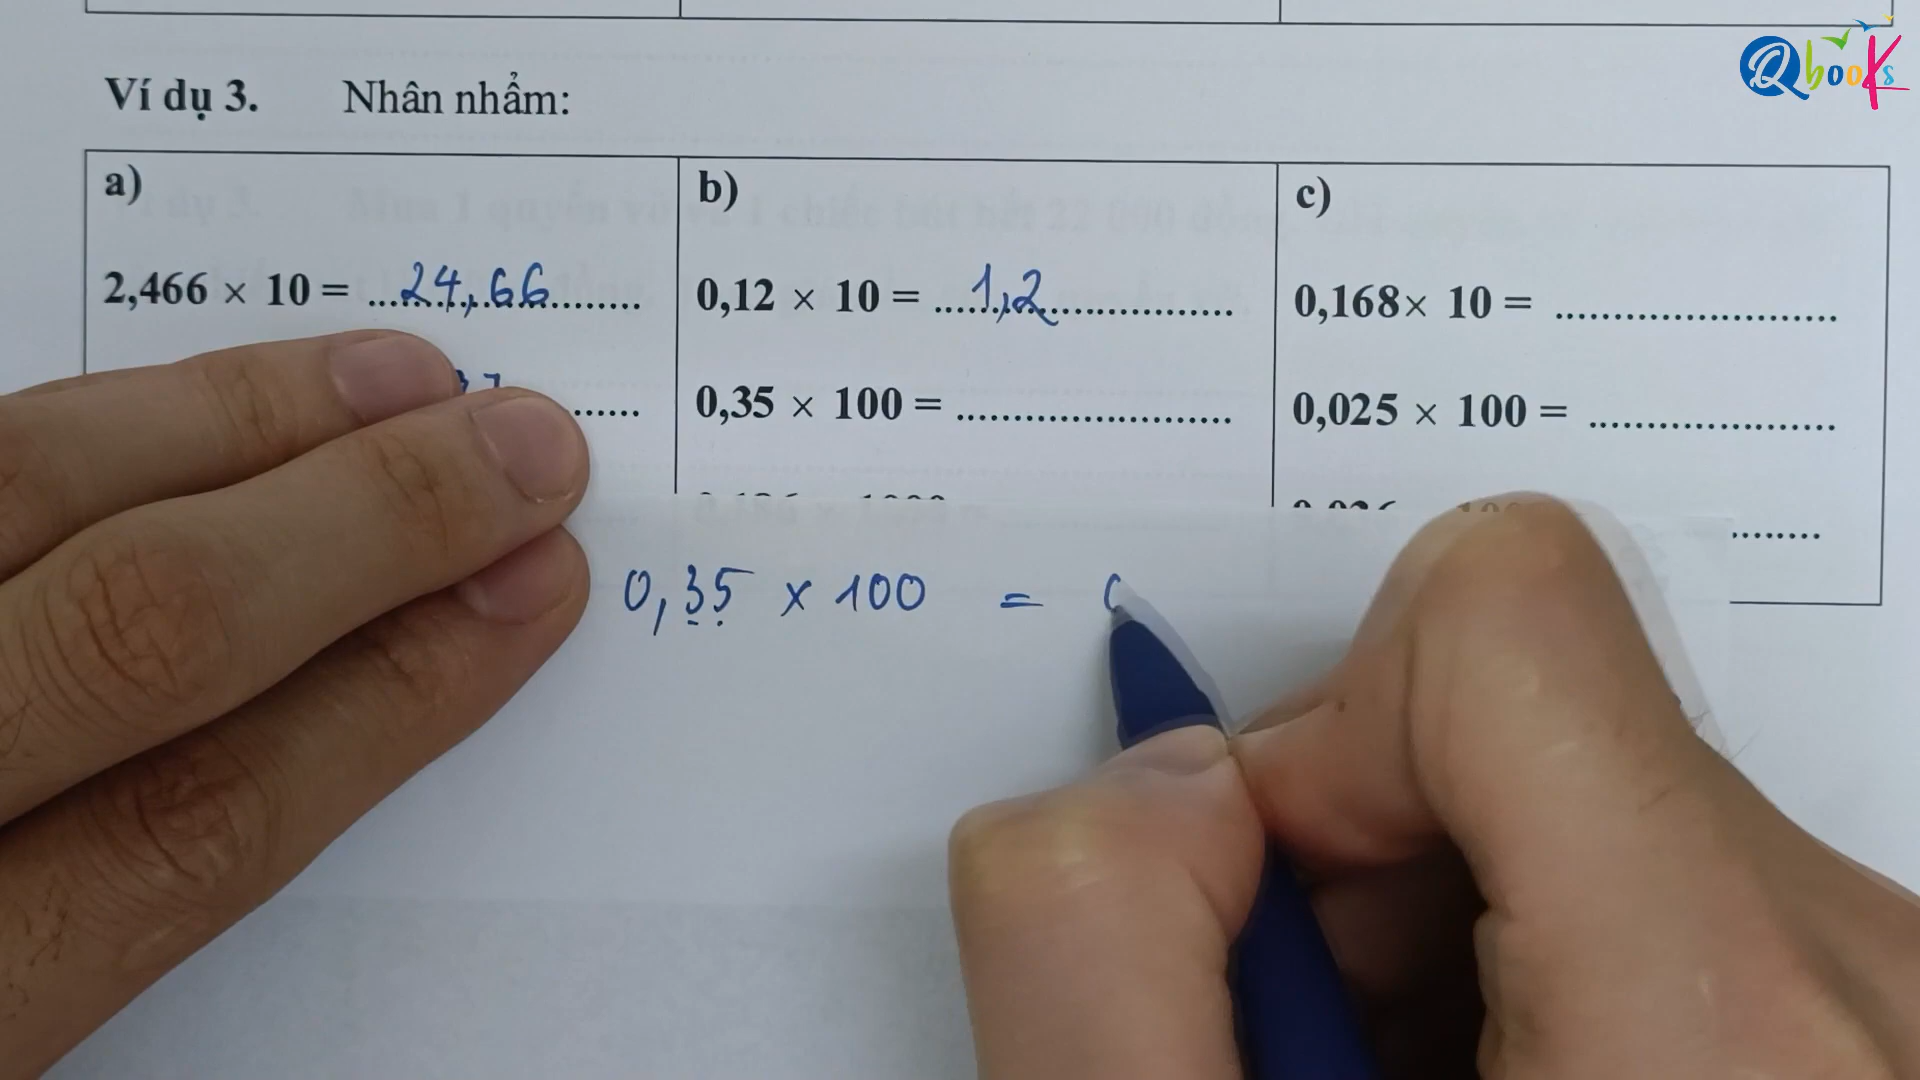 Qbooks
Ví dụ 3. Nhân nhẩm:
a)
2,466 × 10 = ....24,66........
b)
0,12 × 10 = ....1,2........
0,35 × 100 = ........................
c)
0,168× 10 = ........................
0,025 × 100 = .....................
0,35 × 100 =